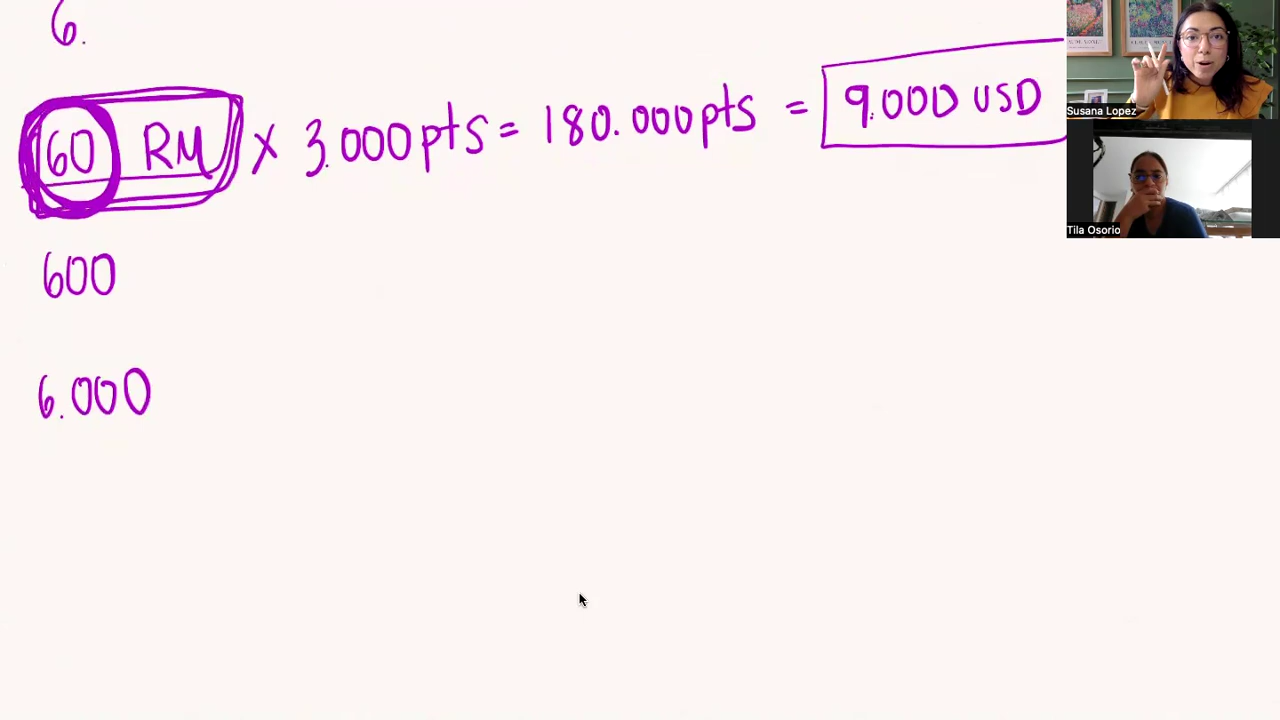 6.
60 RM x 3.000 pts = 180.000 pts = 9.000 USD
600
6.000
Susana Lopez
Tila Osorio